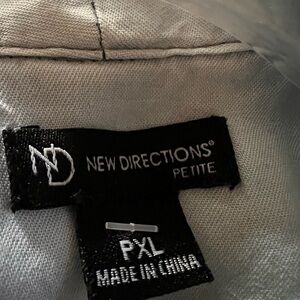 ND NEW DIRECTIONS®
PETITE
PXL
MADE IN CHINA